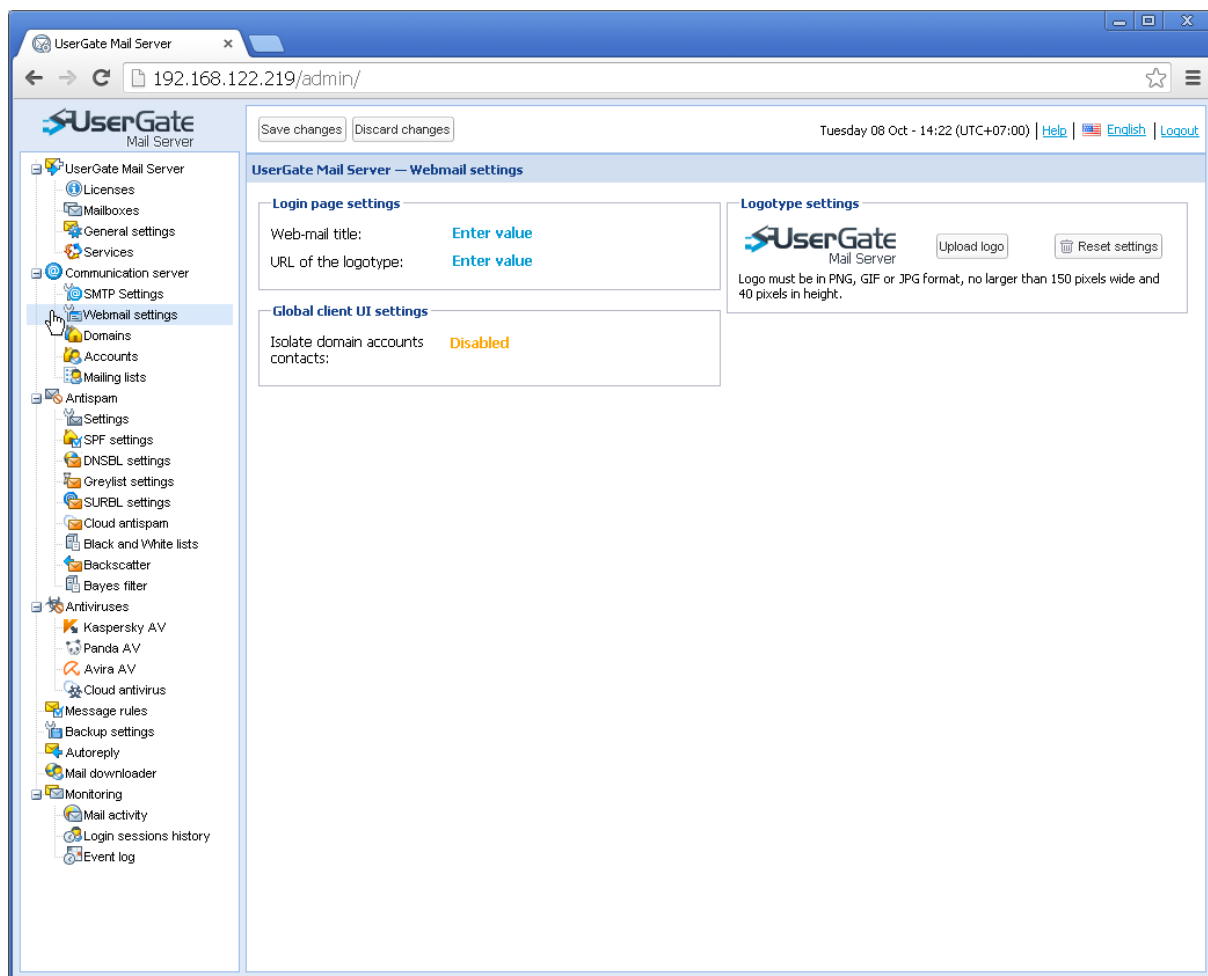 UserGate Mail Server
192.168.122.219/admin/
UserGate
Mail Server
Save changes Discard changes
Tuesday 08 Oct - 14:22 (UTC+07:00) | Help | English | Logout
UserGate Mail Server
Licenses
Mailboxes
General settings
Services
Communication server
SMTP Settings
Webmail settings
Domains
Accounts
Mailing lists
Antispam
Settings
SPF settings
DNSBL settings
Greylist settings
SURBL settings
Cloud antispam
Black and White lists
Backscatter
Bayes filter
Antiviruses
Kaspersky AV
Panda AV
Avira AV
Cloud antivirus
Message rules
Backup settings
Autoreply
Mail downloader
Monitoring
Mail activity
Login sessions history
Event log
UserGate Mail Server — Webmail settings
Login page settings
Web-mail title: Enter value
URL of the logotype: Enter value
Global client UI settings
Isolate domain accounts Disabled
contacts:
Logotype settings
UserGate
Mail Server
Upload logo
Reset settings
Logo must be in PNG, GIF or JPG format, no larger than 150 pixels wide and
40 pixels in height.